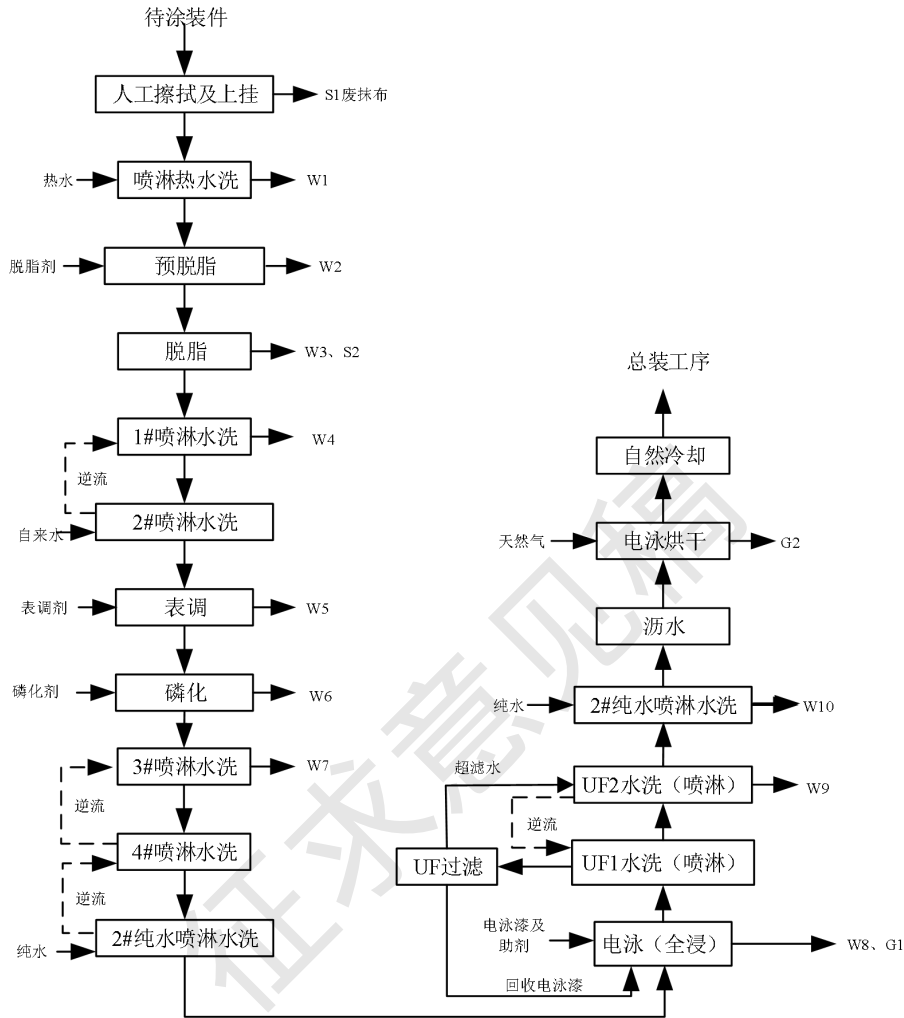 待涂装件
人工擦拭及上挂
S1废抹布
热水
喷淋热水洗
W1
脱脂剂
预脱脂
W2
脱脂
W3、S2
1#喷淋水洗
W4
逆流
自来水
2#喷淋水洗
表调剂
表调
W5
磷化剂
磷化
W6
3#喷淋水洗
W7
逆流
4#喷淋水洗
逆流
纯水
2#纯水喷淋水洗
总装工序
自然冷却
天然气
电泳烘干
G2
沥水
纯水
2#纯水喷淋水洗
W10
超滤水
UF2水洗（喷淋）
W9
逆流
UF过滤
UF1水洗（喷淋）
电泳漆及
助剂
电泳（全浸）
W8、G1
回收电泳漆
征求意见稿